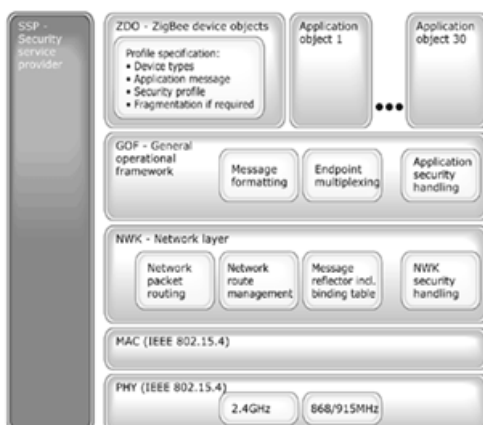 SSP -
Security
service
provider
ZDO - ZigBee device objects
Profile specification:
• Device types
• Application message
• Security profile
• Fragmentation if required
Application
object 1
•••
Application
object 30
GOF - General
operational
framework
Message
formatting
Endpoint
multiplexing
Application
security
handling
NWK - Network layer
Network
packet
routing
Network
route
management
Message
reflector incl.
binding table
NWK
security
handling
MAC (IEEE 802.15.4)
PHY (IEEE 802.15.4)
2.4GHz
868/915MHz